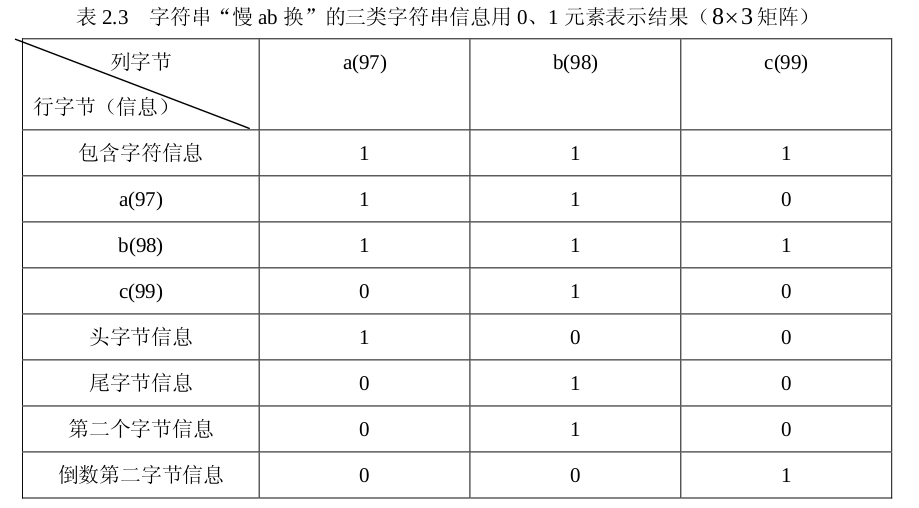 表 2.3 字符串“慢 ab 换”的三类字符串信息用 0、1 元素表示结果（8×3 矩阵）
列字节 a(97) b(98) c(99)
行字节（信息）
包含字符信息 1 1 1
a(97) 1 1 0
b(98) 1 1 1
c(99) 0 1 0
头字节信息 1 0 0
尾字节信息 0 1 0
第二个字节信息 0 1 0
倒数第二字节信息 0 0 1